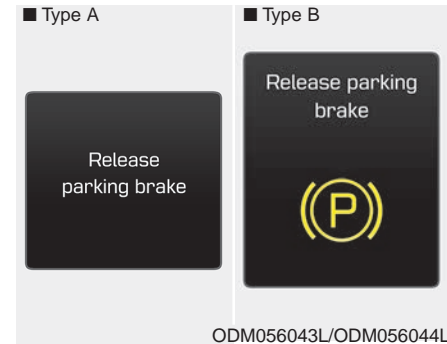 ■ Type A
■ Type B
Release
parking brake
Release parking
brake
P
ODM056043L/ODM056044L